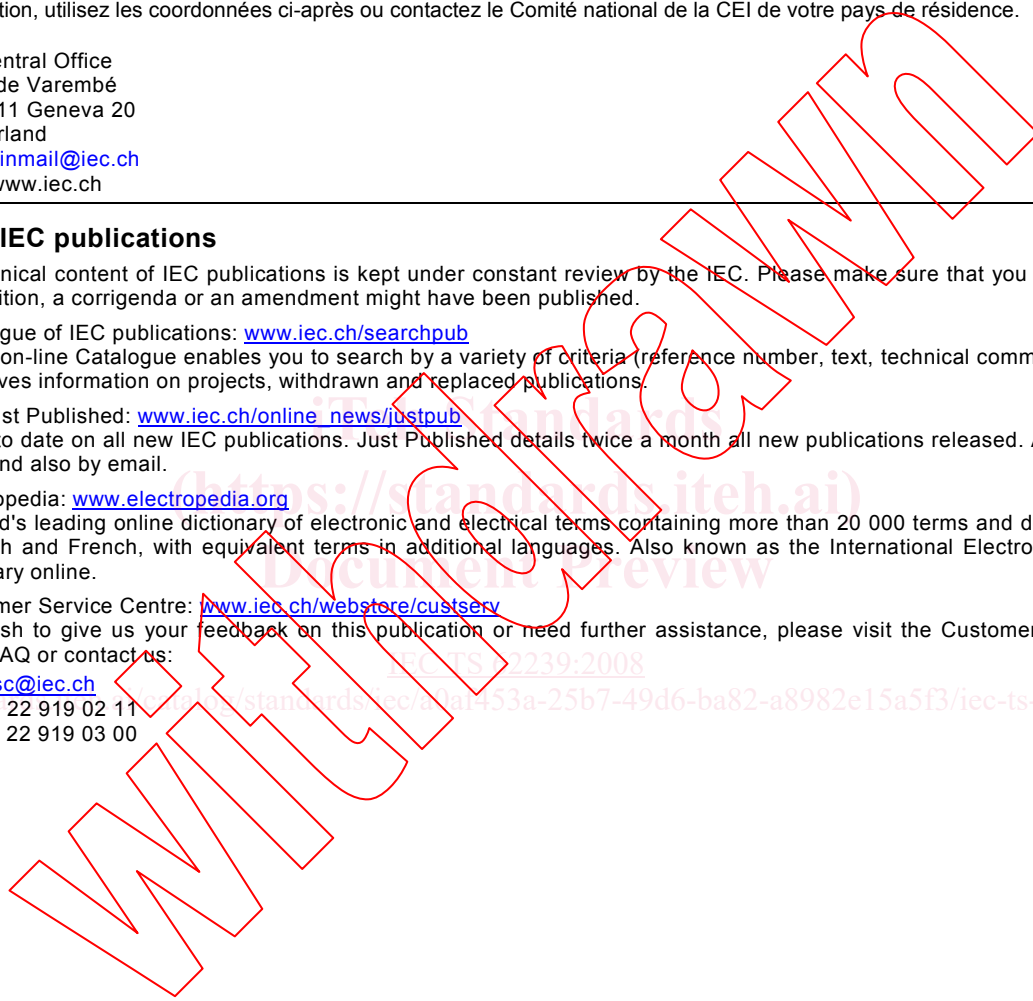 tion, utilisez les coordonnées ci-après ou contactez le Comité national de la CEI de votre pays de résidence.
entral Office
de Varembé
11 Geneva 20
rland
inmail@iec.ch
www.iec.ch
IEC publications
nical content of IEC publications is kept under constant review by the IEC. Please make sure that you
ition, a corrigenda or an amendment might have been published.
gue of IEC publications: www.iec.ch/searchpub
on-line Catalogue enables you to search by a variety of criteria (reference number, text, technical comm
ves information on projects, withdrawn and replaced publications.
st Published: www.iec.ch/online_news/justpub
to date on all new IEC publications. Just Published details twice a month all new publications released. A
nd also by email.
opedia: www.electropedia.org
d's leading online dictionary of electronic and electrical terms containing more than 20 000 terms and d
h and French, with equivalent terms in additional languages. Also known as the International Electro
ary online.
mer Service Centre: www.iec.ch/webstore/custserv
sh to give us your feedback on this publication or need further assistance, please visit the Customer
AQ or contact us:
sc@iec.ch
22 919 02 11
22 919 03 00
iTeh Standards
(https://standards.iteh.ai)
Document Preview
IEC TS 62239:2008
/catalog/standards/iec/a9af453a-25b7-49d6-ba82-a8982e15a5f3/iec-ts-
withdrawn